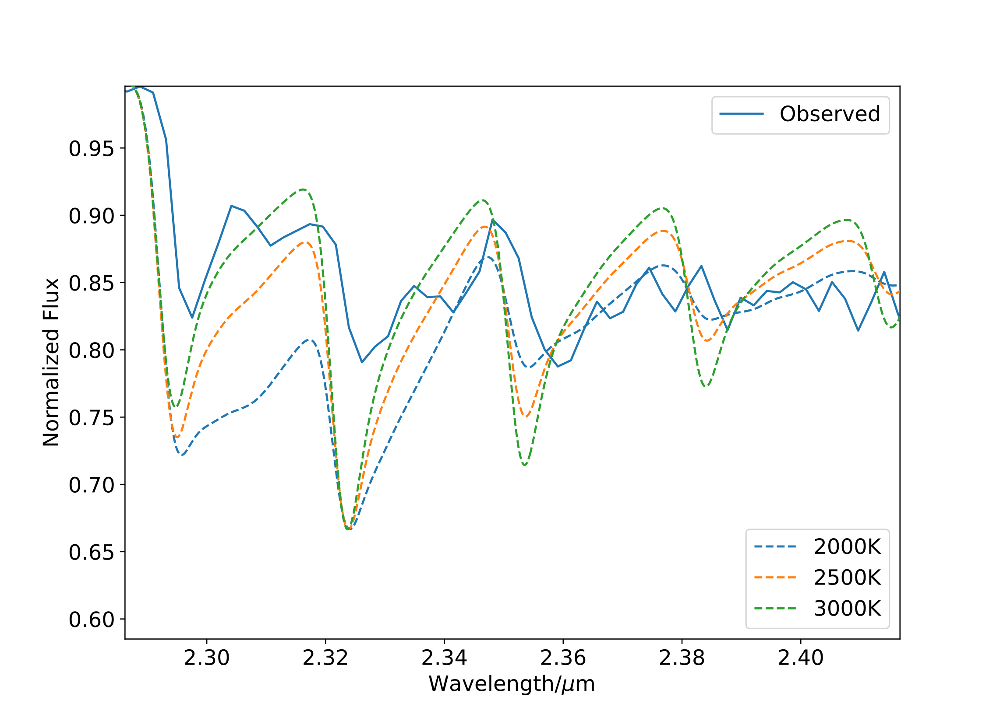 Observed
0.95
0.90
0.85
0.80
0.75
0.70
0.65
0.60
Normalized Flux
2000K
2500K
3000K
2.30 2.32 2.34 2.36 2.38 2.40
Wavelength/μm